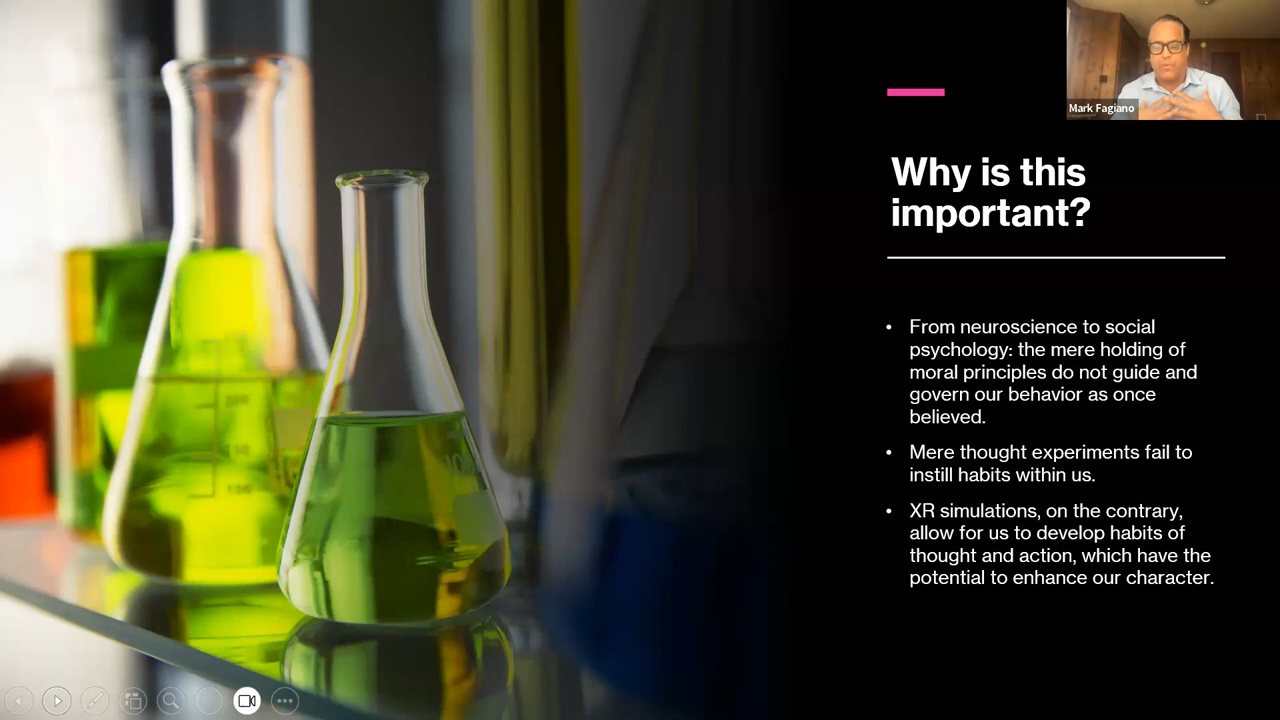 Mark Fagiano
Why is this
important?
• From neuroscience to social
psychology: the mere holding of
moral principles do not guide and
govern our behavior as once
believed.
• Mere thought experiments fail to
instill habits within us.
• XR simulations, on the contrary,
allow for us to develop habits of
thought and action, which have the
potential to enhance our character.